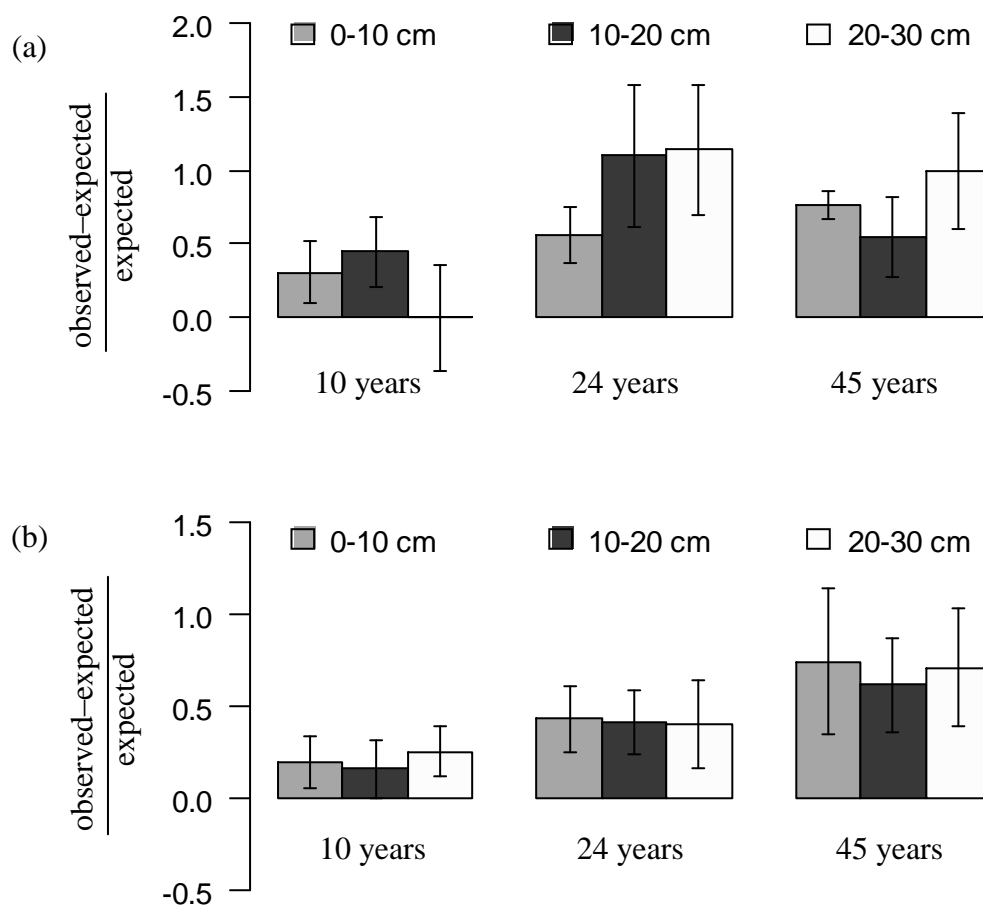 (a)
0-10 cm 10-20 cm 20-30 cm
2.0
1.5
1.0
0.5
0.0
-0.5
observed–expected
expected
10 years 24 years 45 years
(b)
0-10 cm 10-20 cm 20-30 cm
1.5
1.0
0.5
0.0
-0.5
observed–expected
expected
10 years 24 years 45 years